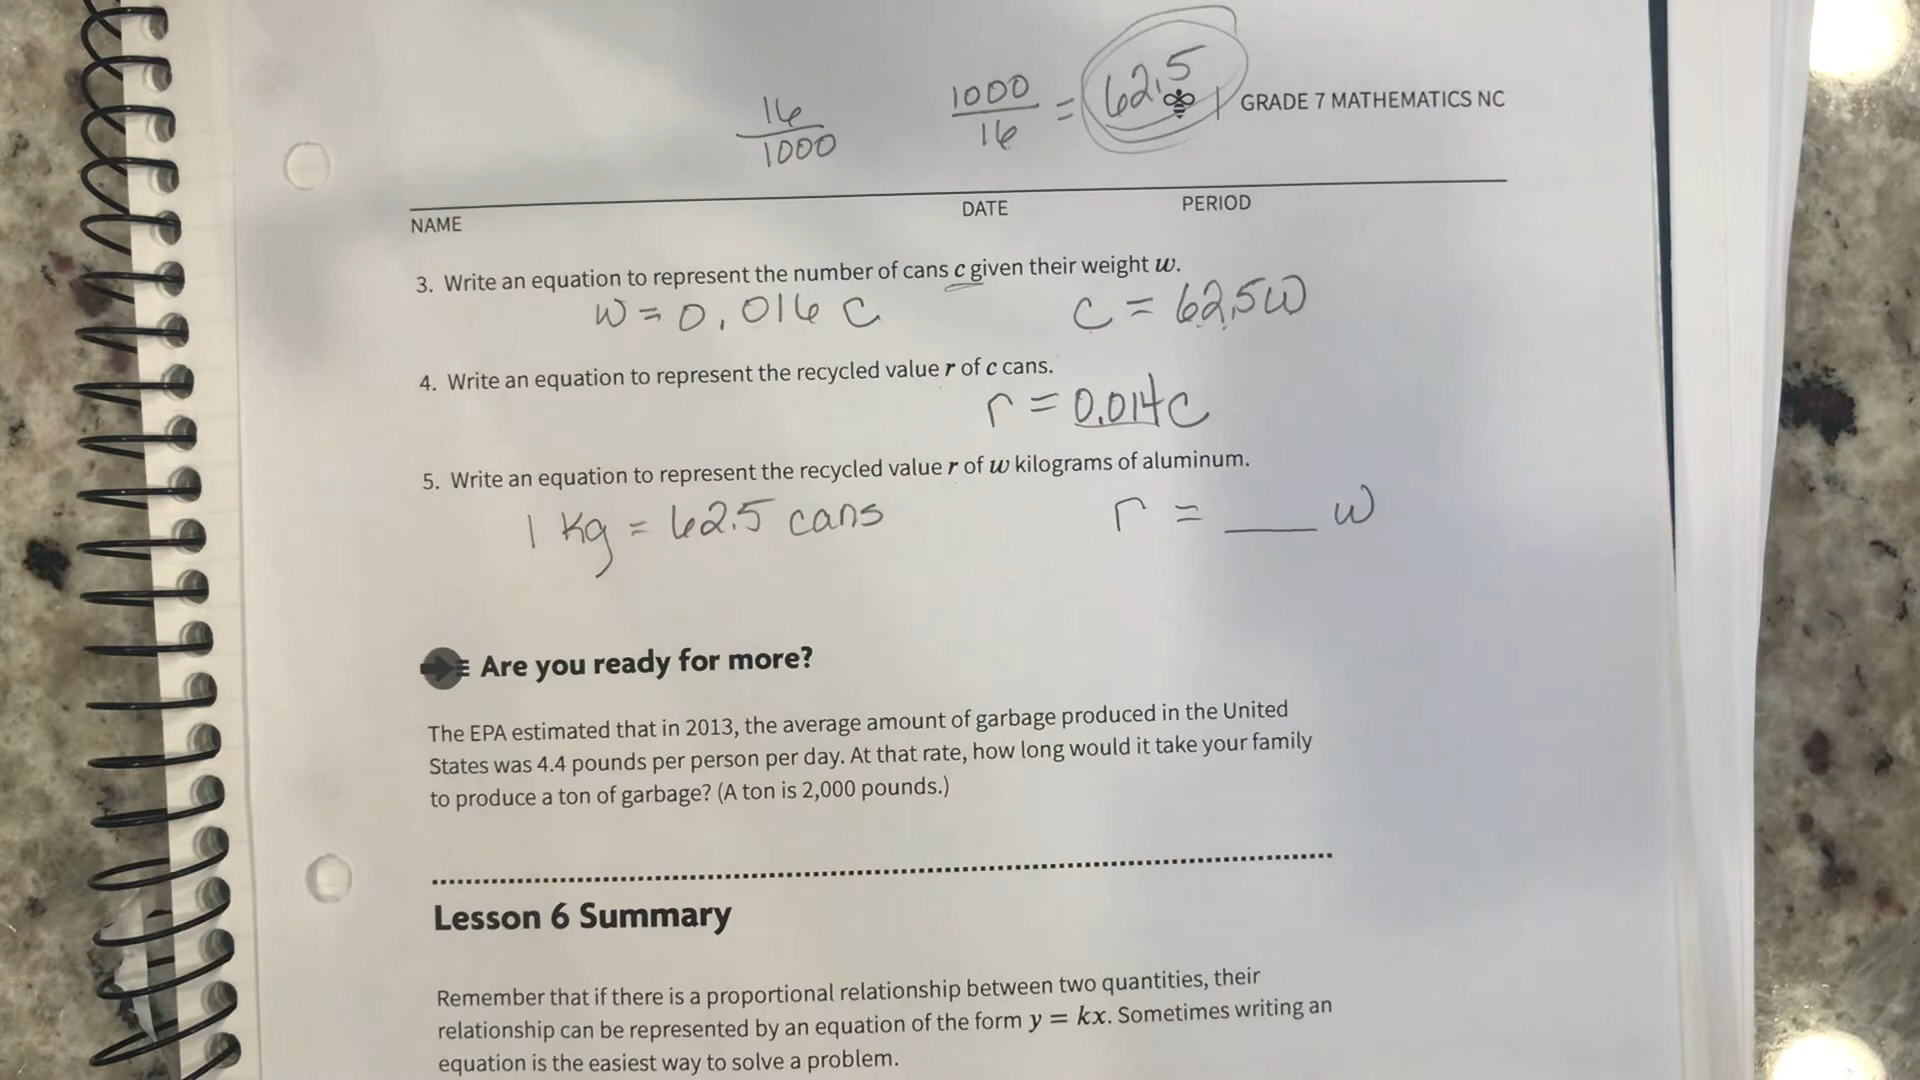 16
1000
1000
16
= 62.5
GRADE 7 MATHEMATICS NC
NAME DATE PERIOD
3. Write an equation to represent the number of cans c given their weight w.
w = 0.016 c c = 62.5w
4. Write an equation to represent the recycled value r of c cans.
r = 0.014c
5. Write an equation to represent the recycled value r of w kilograms of aluminum.
1 kg = 62.5 cans r = ___ w
Are you ready for more?
The EPA estimated that in 2013, the average amount of garbage produced in the United
States was 4.4 pounds per person per day. At that rate, how long would it take your family
to produce a ton of garbage? (A ton is 2,000 pounds.)
Lesson 6 Summary
Remember that if there is a proportional relationship between two quantities, their
relationship can be represented by an equation of the form y = kx. Sometimes writing an
equation is the easiest way to solve a problem.